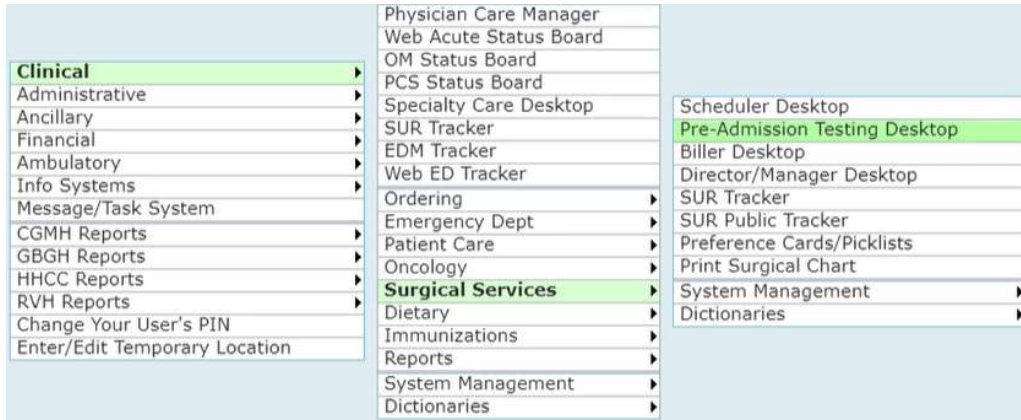 Clinical
Administrative
Ancillary
Financial
Ambulatory
Info Systems
Message/Task System
CGMH Reports
GBGH Reports
HHCC Reports
RVH Reports
Change Your User's PIN
Enter/Edit Temporary Location
Physician Care Manager
Web Acute Status Board
OM Status Board
PCS Status Board
Specialty Care Desktop
SUR Tracker
EDM Tracker
Web ED Tracker
Ordering
Emergency Dept
Patient Care
Oncology
Surgical Services
Dietary
Immunizations
Reports
System Management
Dictionaries
Scheduler Desktop
Pre-Admission Testing Desktop
Biller Desktop
Director/Manager Desktop
SUR Tracker
SUR Public Tracker
Preference Cards/Picklists
Print Surgical Chart
System Management
Dictionaries